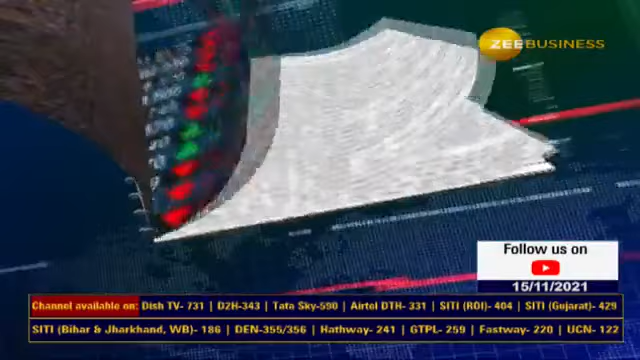 ZEEBUSINESS
Follow us on
15/11/2021
Channel available on: Dish TV- 731 | D2H-343 | Tata Sky-590 | Airtel DTH- 331 | SITI (ROI)- 404 | SITI (Gujarat)- 429
SITI (Bihar & Jharkhand, WB)- 186 | DEN-355/356 | Hathway- 241 | GTPL- 259 | Fastway- 220 | UCN- 122